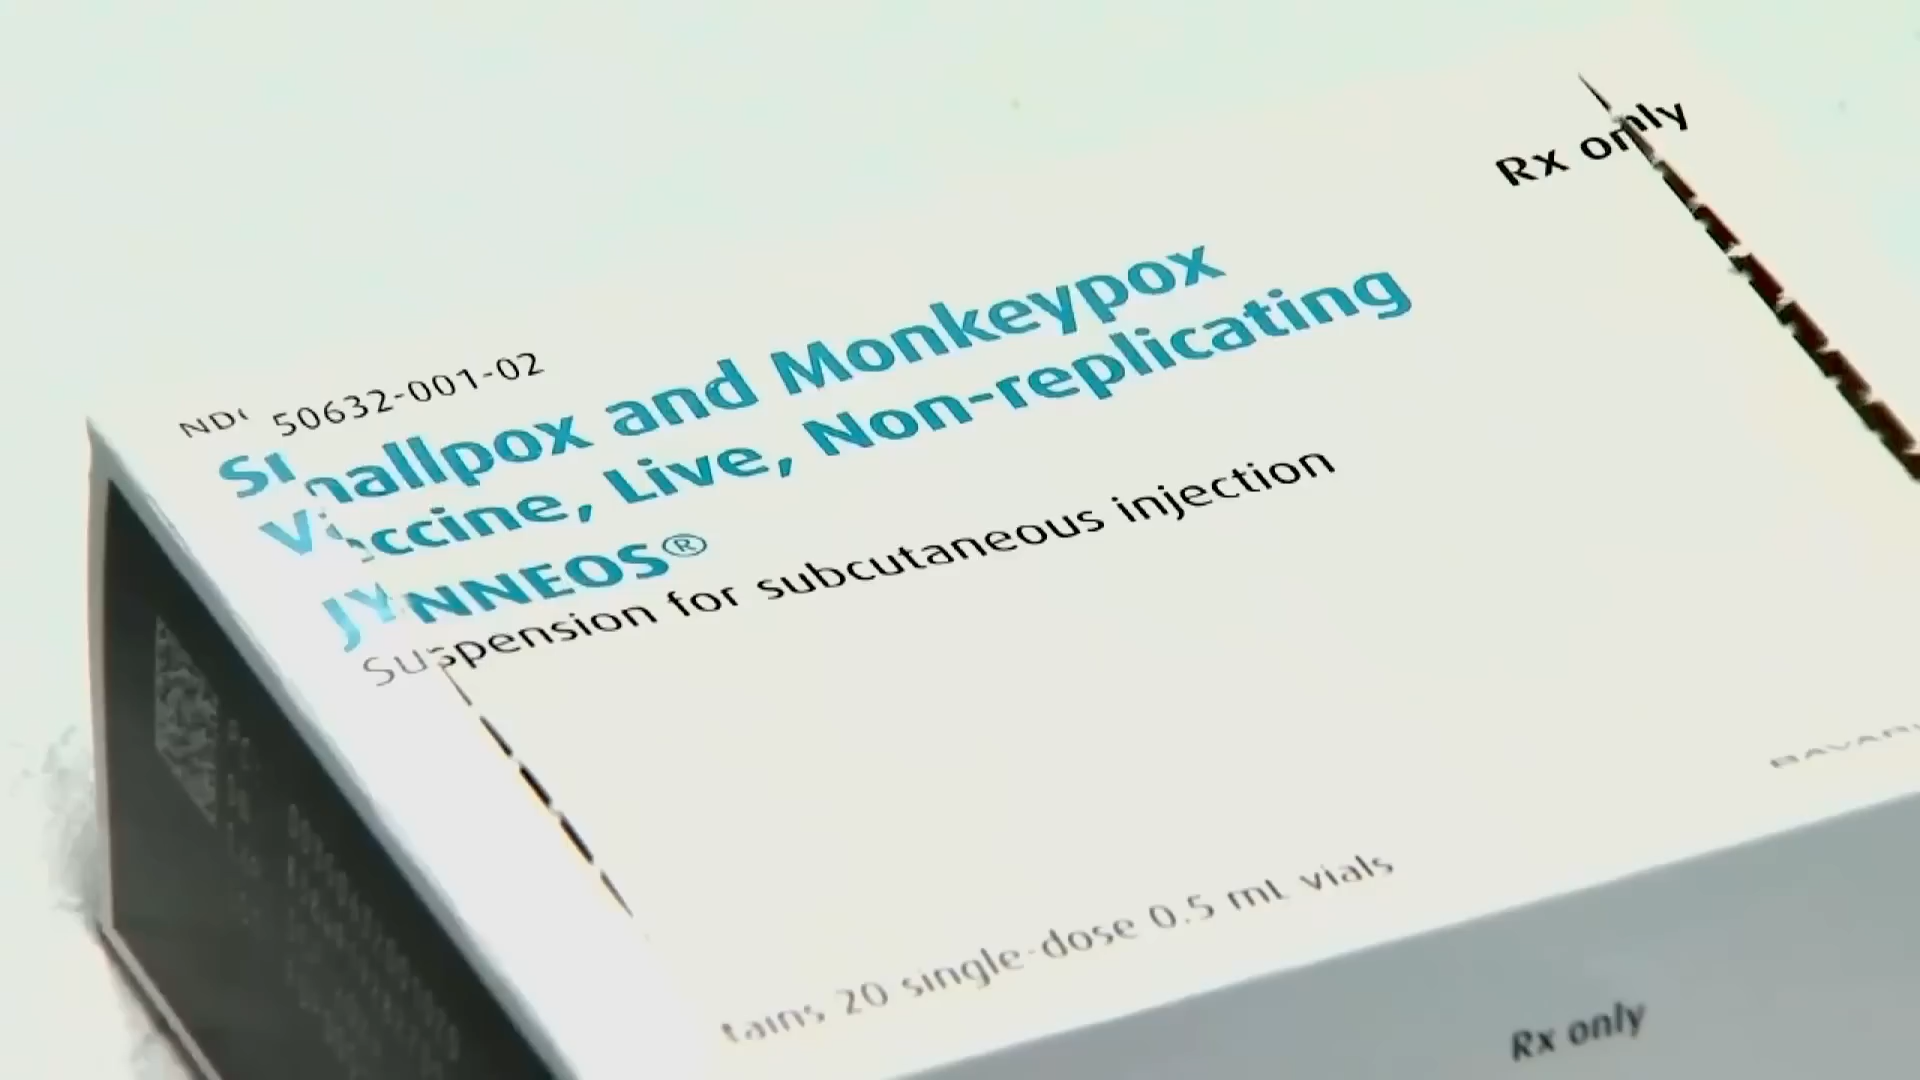 Rx only
50632-001-02
Smallpox and Monkeypox
Vaccine, Live, Non-replicating
JYNNEOS®
Suspension for subcutaneous injection
tains 20 single-dose 0.5 mL vials
Rx only